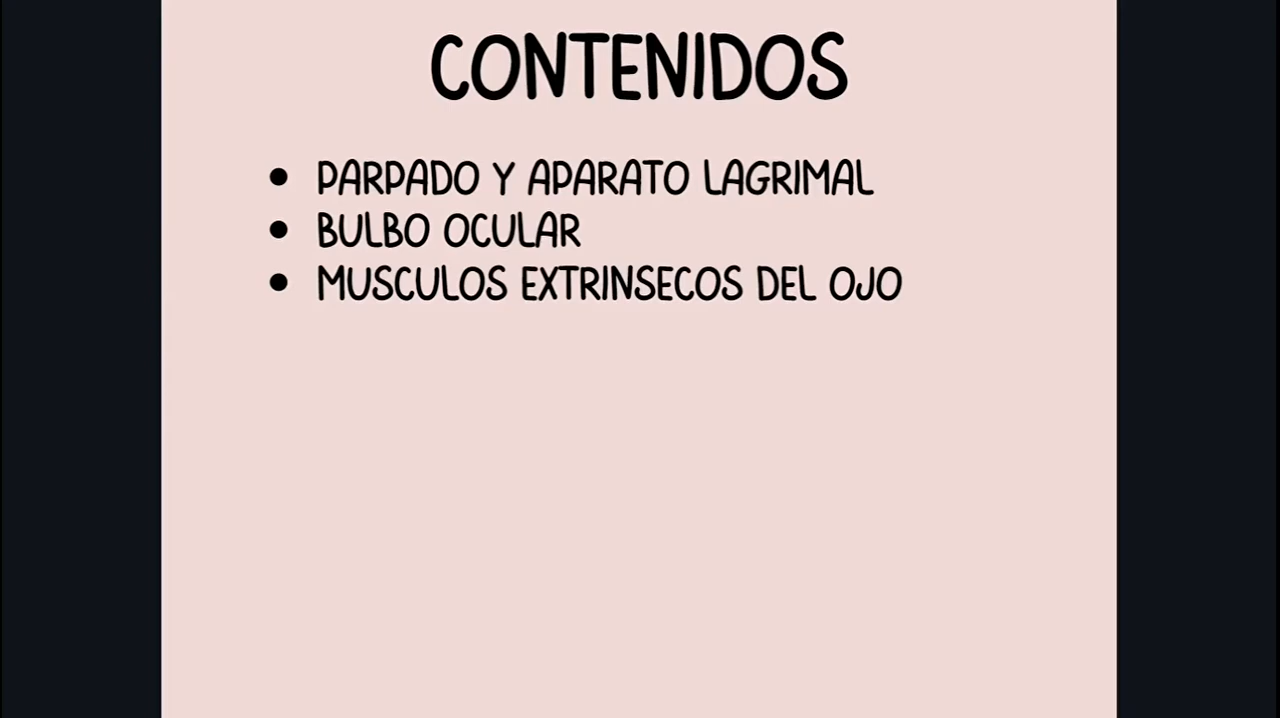 CONTENIDOS
• PARPADO Y APARATO LAGRIMAL
• BULBO OCULAR
• MUSCULOS EXTRINSECOS DEL OJO